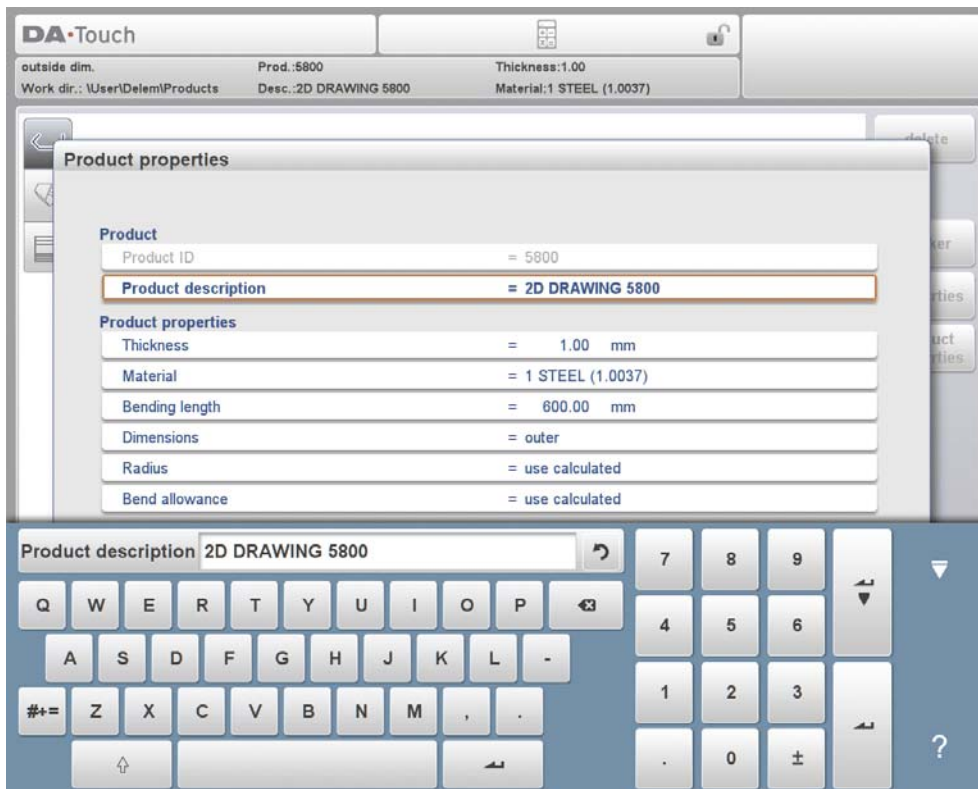 DA•Touch
outside dim. Prod.:5800 Thickness:1.00
Work dir.: \User\Delem\Products Desc.:2D DRAWING 5800 Material:1 STEEL (1.0037)
Product properties
Product
Product ID = 5800
Product description = 2D DRAWING 5800
Product properties
Thickness = 1.00 mm
Material = 1 STEEL (1.0037)
Bending length = 600.00 mm
Dimensions = outer
Radius = use calculated
Bend allowance = use calculated
Product description 2D DRAWING 5800
7 8 9
Q W E R T Y U I O P
4 5 6
A S D F G H J K L -
1 2 3
#+= Z X C V B N M , .
. 0 ±
?